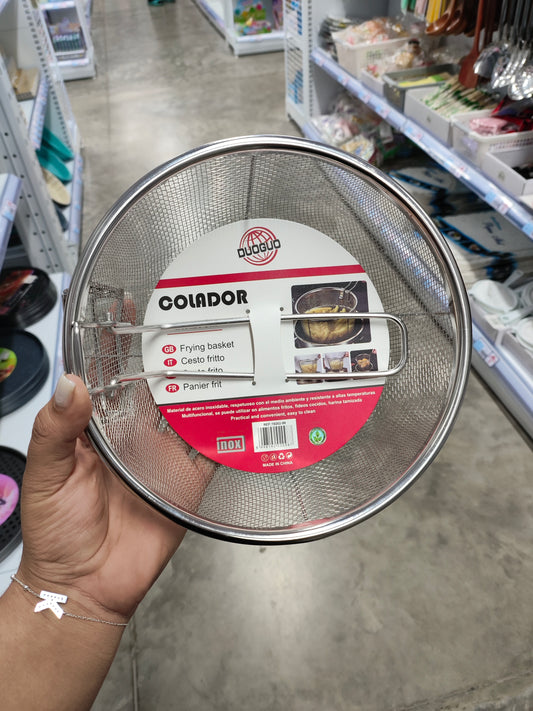 DUOGUO
COLADOR
GB Frying basket
IT Cesto fritto
FR Panier frit
Material de acero inoxidable, respetuoso con el medio ambiente y resistente a altas temperaturas
Multifuncional, se puede utilizar en alimentos fritos, fideos cocidos, harina tamizada
Practical and convenient, easy to clean
inox
MADE IN CHINA